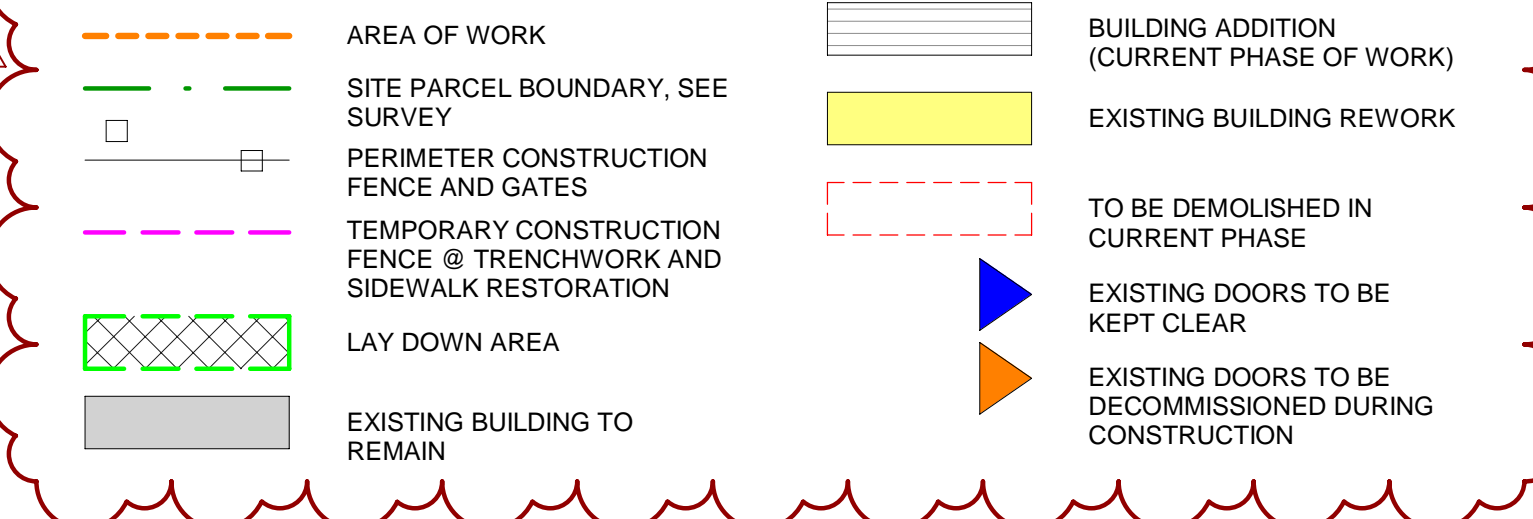 AREA OF WORK
SITE PARCEL BOUNDARY, SEE
SURVEY
PERIMETER CONSTRUCTION
FENCE AND GATES
TEMPORARY CONSTRUCTION
FENCE @ TRENCHWORK AND
SIDEWALK RESTORATION
LAY DOWN AREA
EXISTING BUILDING TO
REMAIN
BUILDING ADDITION
(CURRENT PHASE OF WORK)
EXISTING BUILDING REWORK
TO BE DEMOLISHED IN
CURRENT PHASE
EXISTING DOORS TO BE
KEPT CLEAR
EXISTING DOORS TO BE
DECOMMISSIONED DURING
CONSTRUCTION